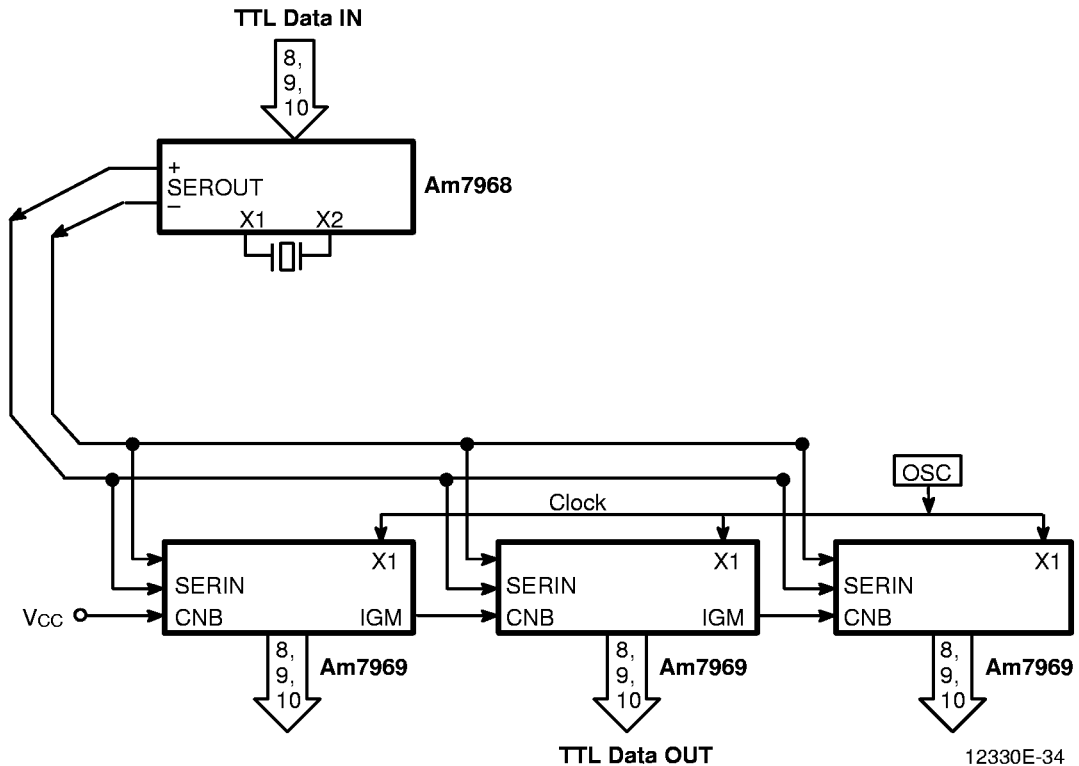 TTL Data IN
8,
9,
10
+
SEROUT
–
X1 X2
Am7968
OSC
Clock
X1
SERIN
CNB IGM
X1
SERIN
CNB IGM
X1
SERIN
CNB
VCC
8,
9,
10
Am7969
8,
9,
10
Am7969
8,
9,
10
Am7969
TTL Data OUT
12330E-34